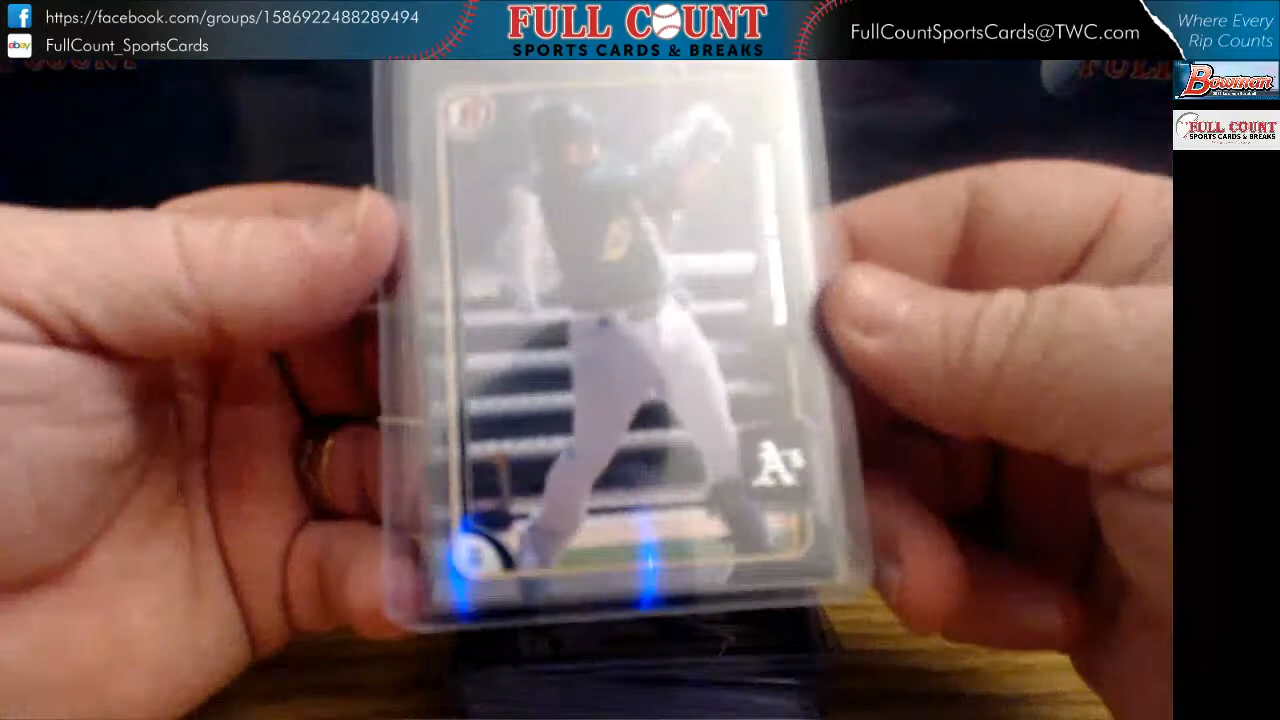 https://facebook.com/groups/1586922488289494
ebay
FullCount_SportsCards
FULL COUNT
SPORTS CARDS & BREAKS
FullCountSportsCards@TWC.com
Where Every
Rip Counts
Bowman
FULL COUNT
SPORTS CARDS & BREAKS
A's